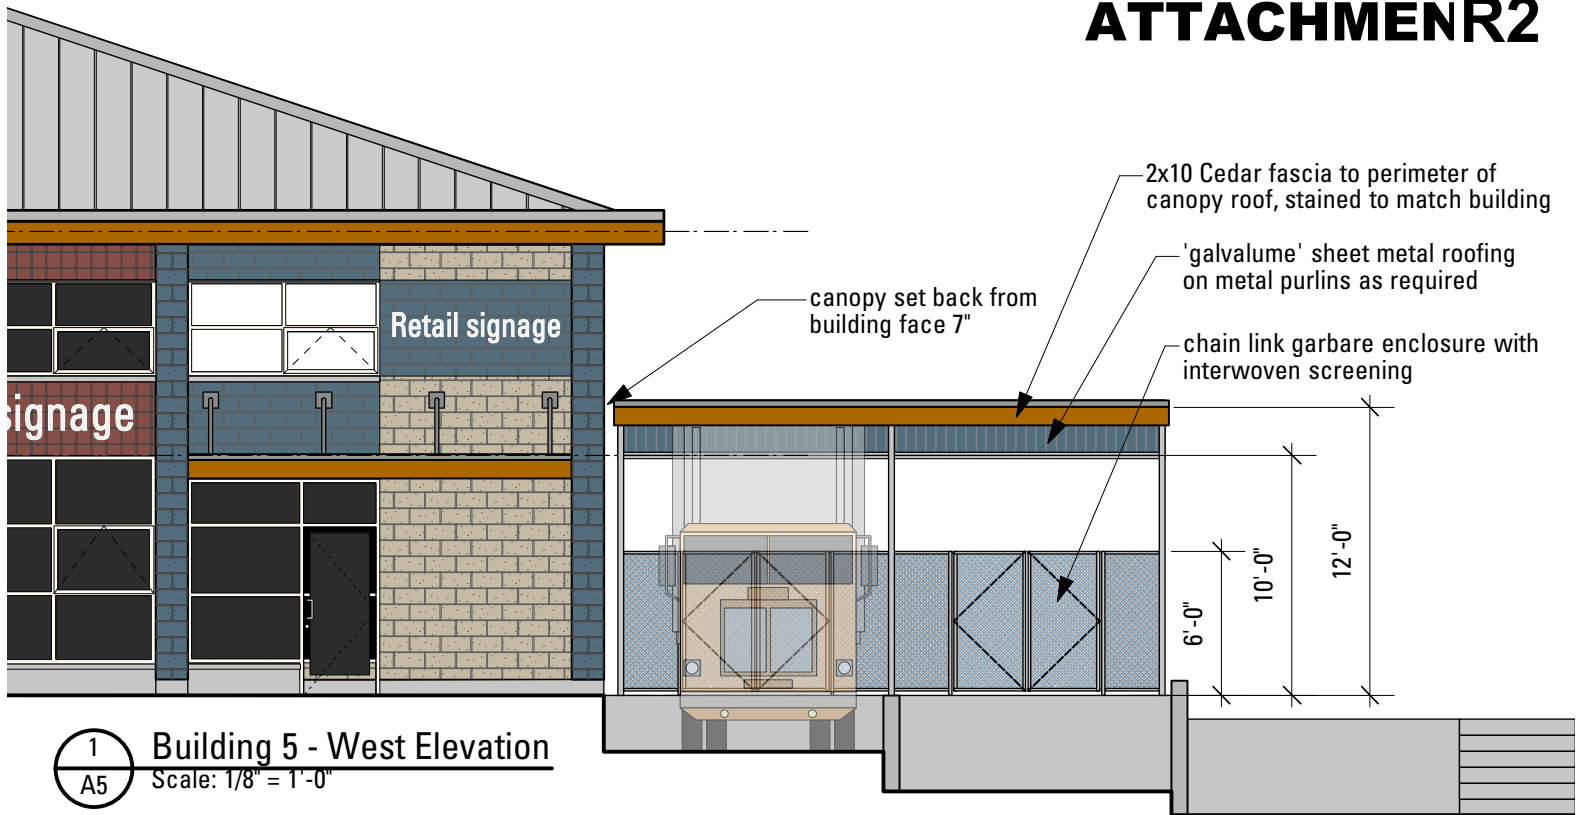 ATTACHMENR2
2x10 Cedar fascia to perimeter of
canopy roof, stained to match building
'galvalume' sheet metal roofing
on metal purlins as required
canopy set back from
building face 7"
chain link garbare enclosure with
interwoven screening
Retail signage
signage
6'-0"
10'-0"
12'-0"
1
A5
Building 5 - West Elevation
Scale: 1/8" = 1'-0"